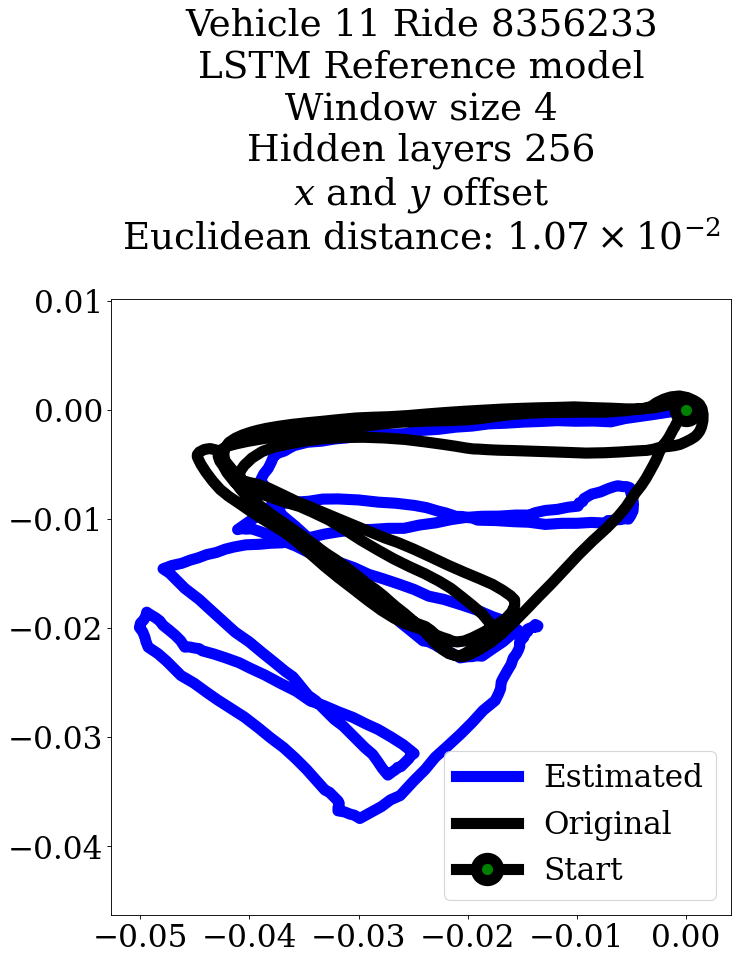 Vehicle 11 Ride 8356233
LSTM Reference model
Window size 4
Hidden layers 256
x and y offset
Euclidean distance: 1.07 × 10⁻²
0.01
0.00
−0.01
−0.02
−0.03
−0.04
Estimated
Original
Start
−0.05 −0.04 −0.03 −0.02 −0.01 0.00